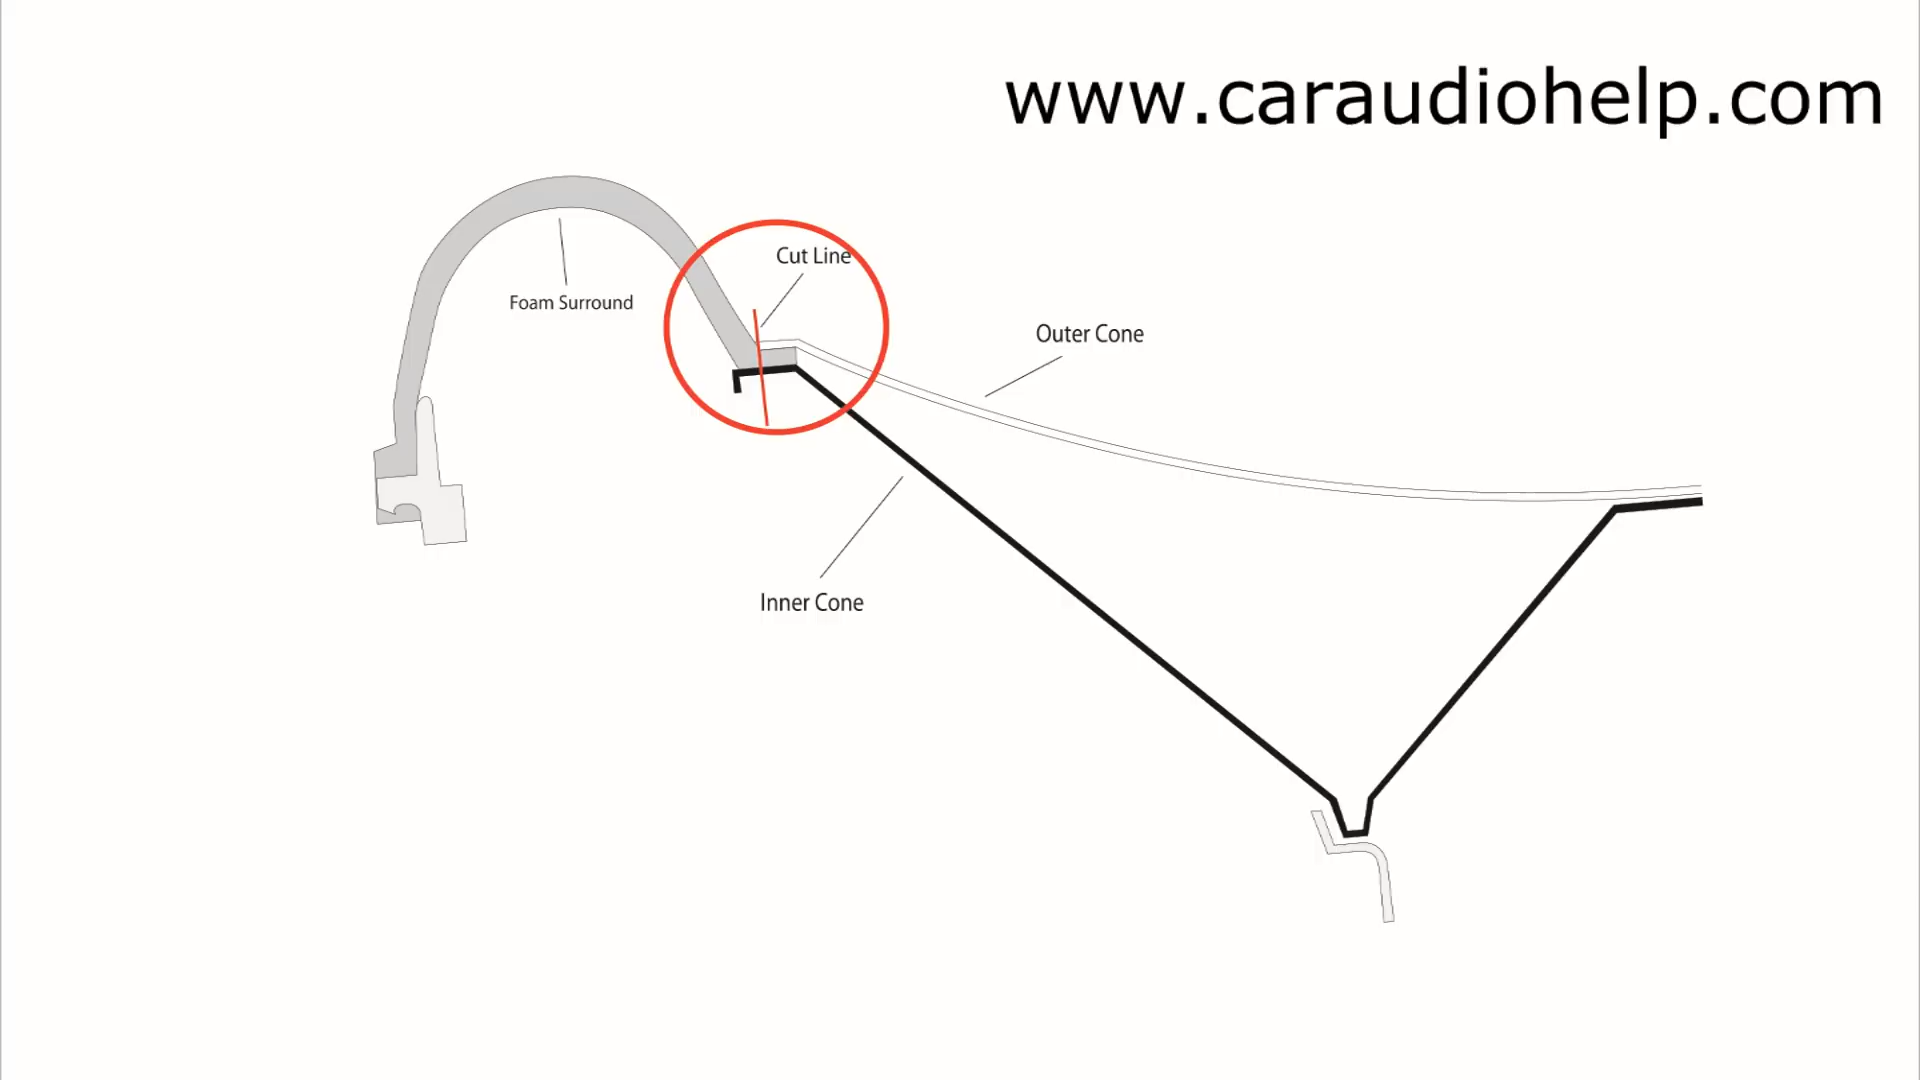 www.caraudiohelp.com
Cut Line
Foam Surround
Outer Cone
Inner Cone